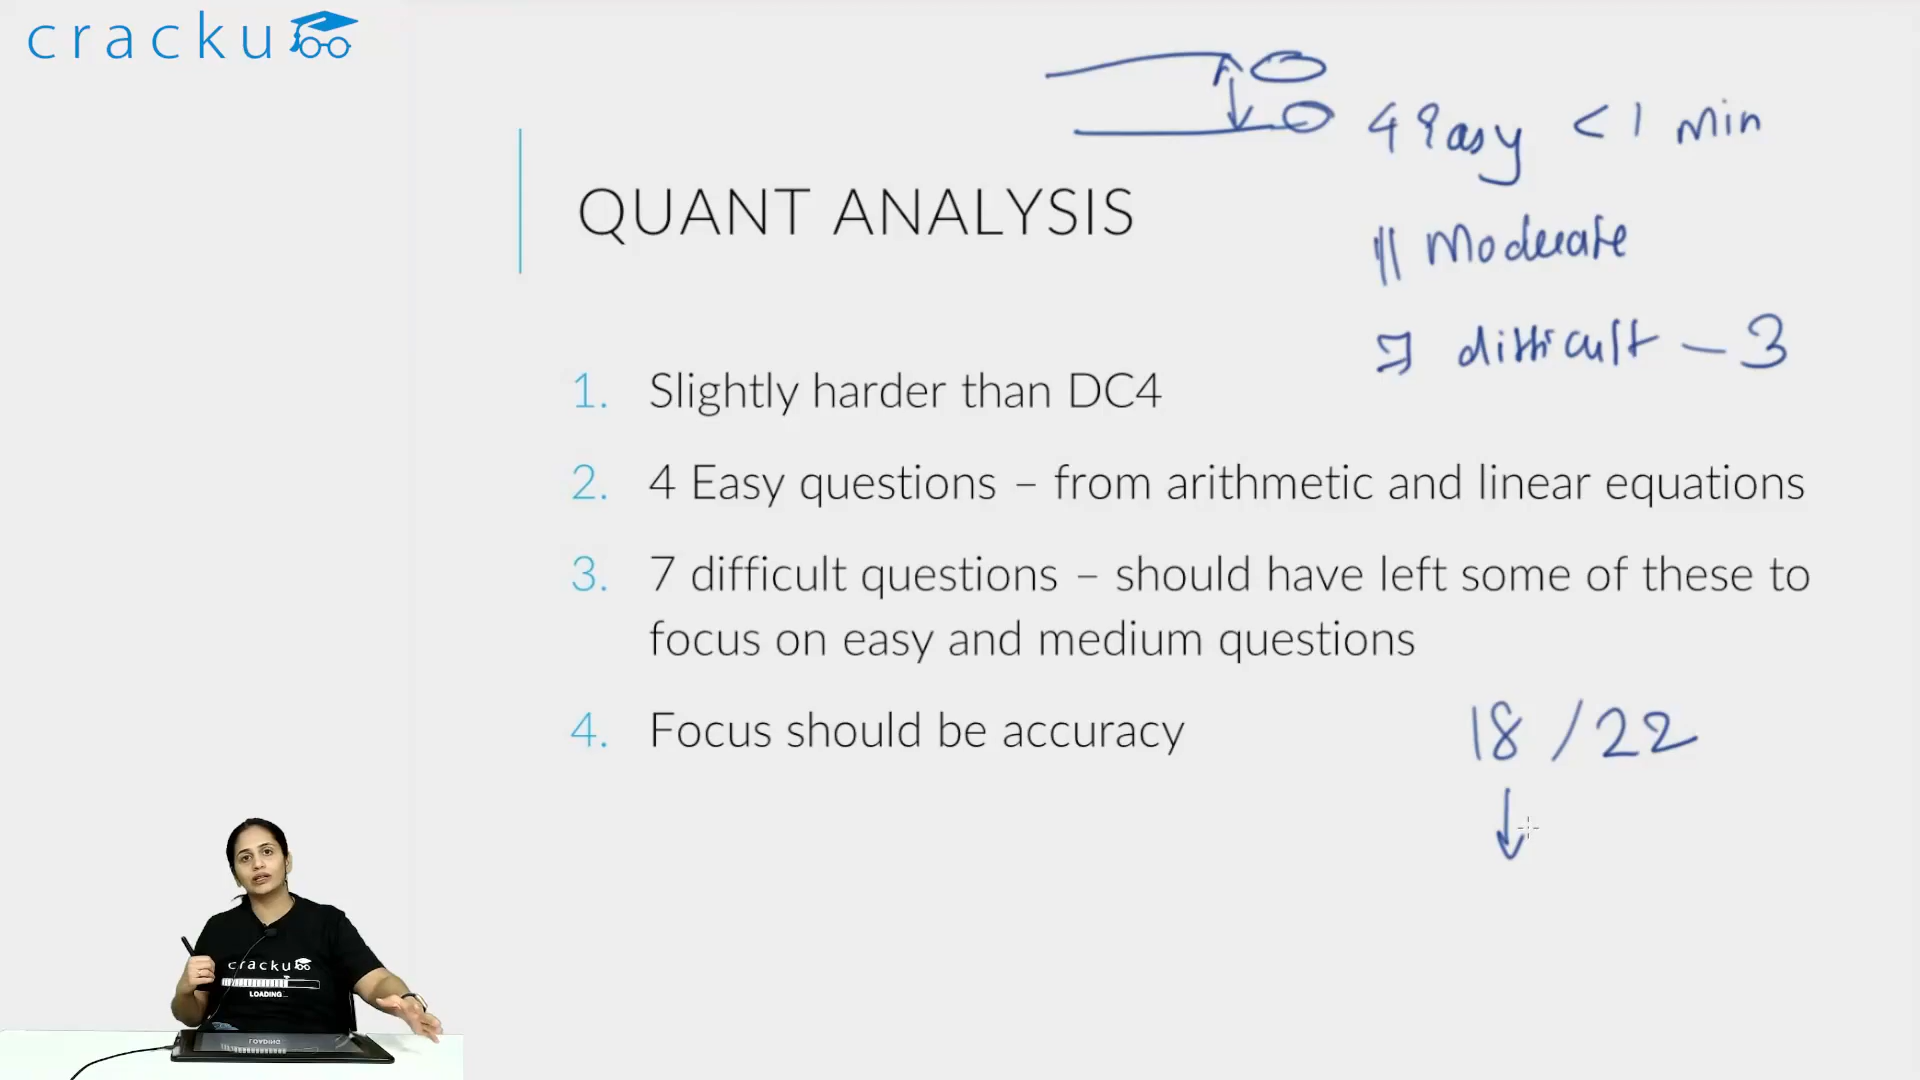 cracku
4 Easy < 1 Min
QUANT ANALYSIS
11 Moderate
7 difficult - 3
1. Slightly harder than DC4
2. 4 Easy questions – from arithmetic and linear equations
3. 7 difficult questions – should have left some of these to
focus on easy and medium questions
4. Focus should be accuracy
18 / 22
cracku
LOADING...
LOADING